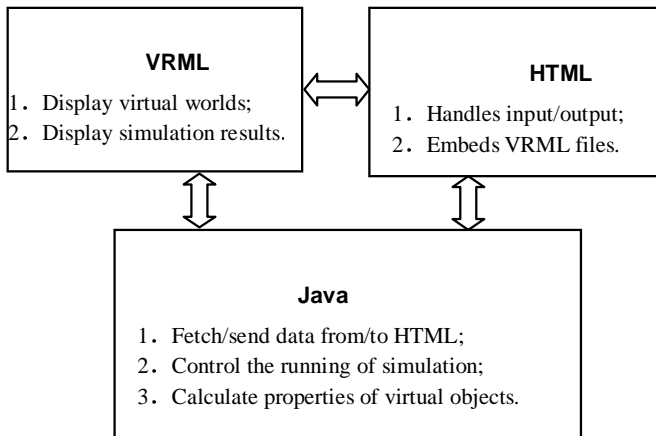 VRML
1. Display virtual worlds;
2. Display simulation results.
HTML
1. Handles input/output;
2. Embeds VRML files.
Java
1. Fetch/send data from/to HTML;
2. Control the running of simulation;
3. Calculate properties of virtual objects.